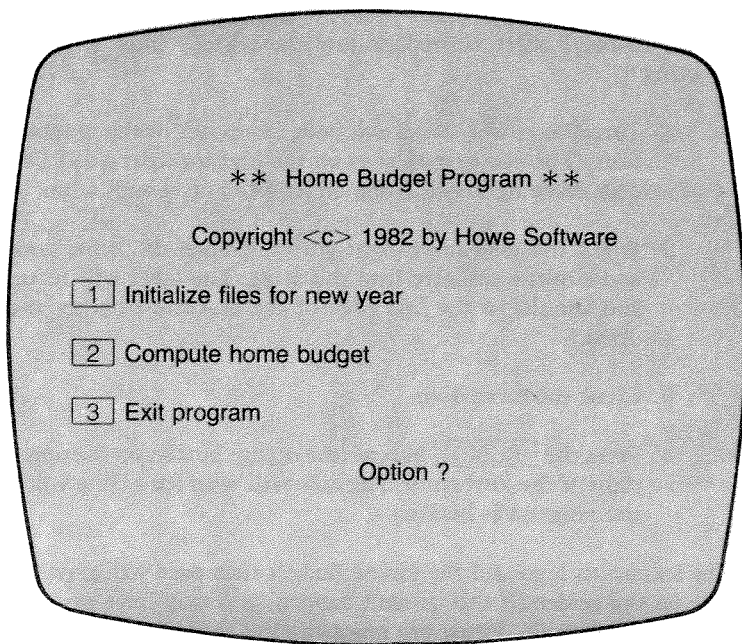 ** Home Budget Program **
Copyright <c> 1982 by Howe Software
1 Initialize files for new year
2 Compute home budget
3 Exit program
Option ?